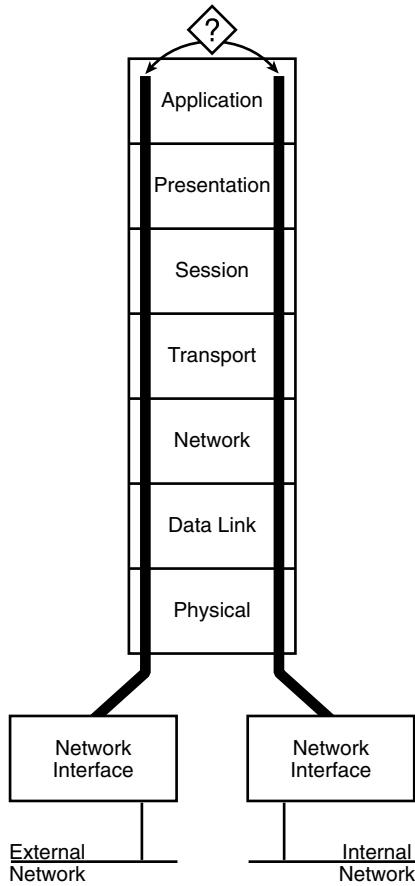 ?
Application
Presentation
Session
Transport
Network
Data Link
Physical
Network
Interface
Network
Interface
External
Network
Internal
Network